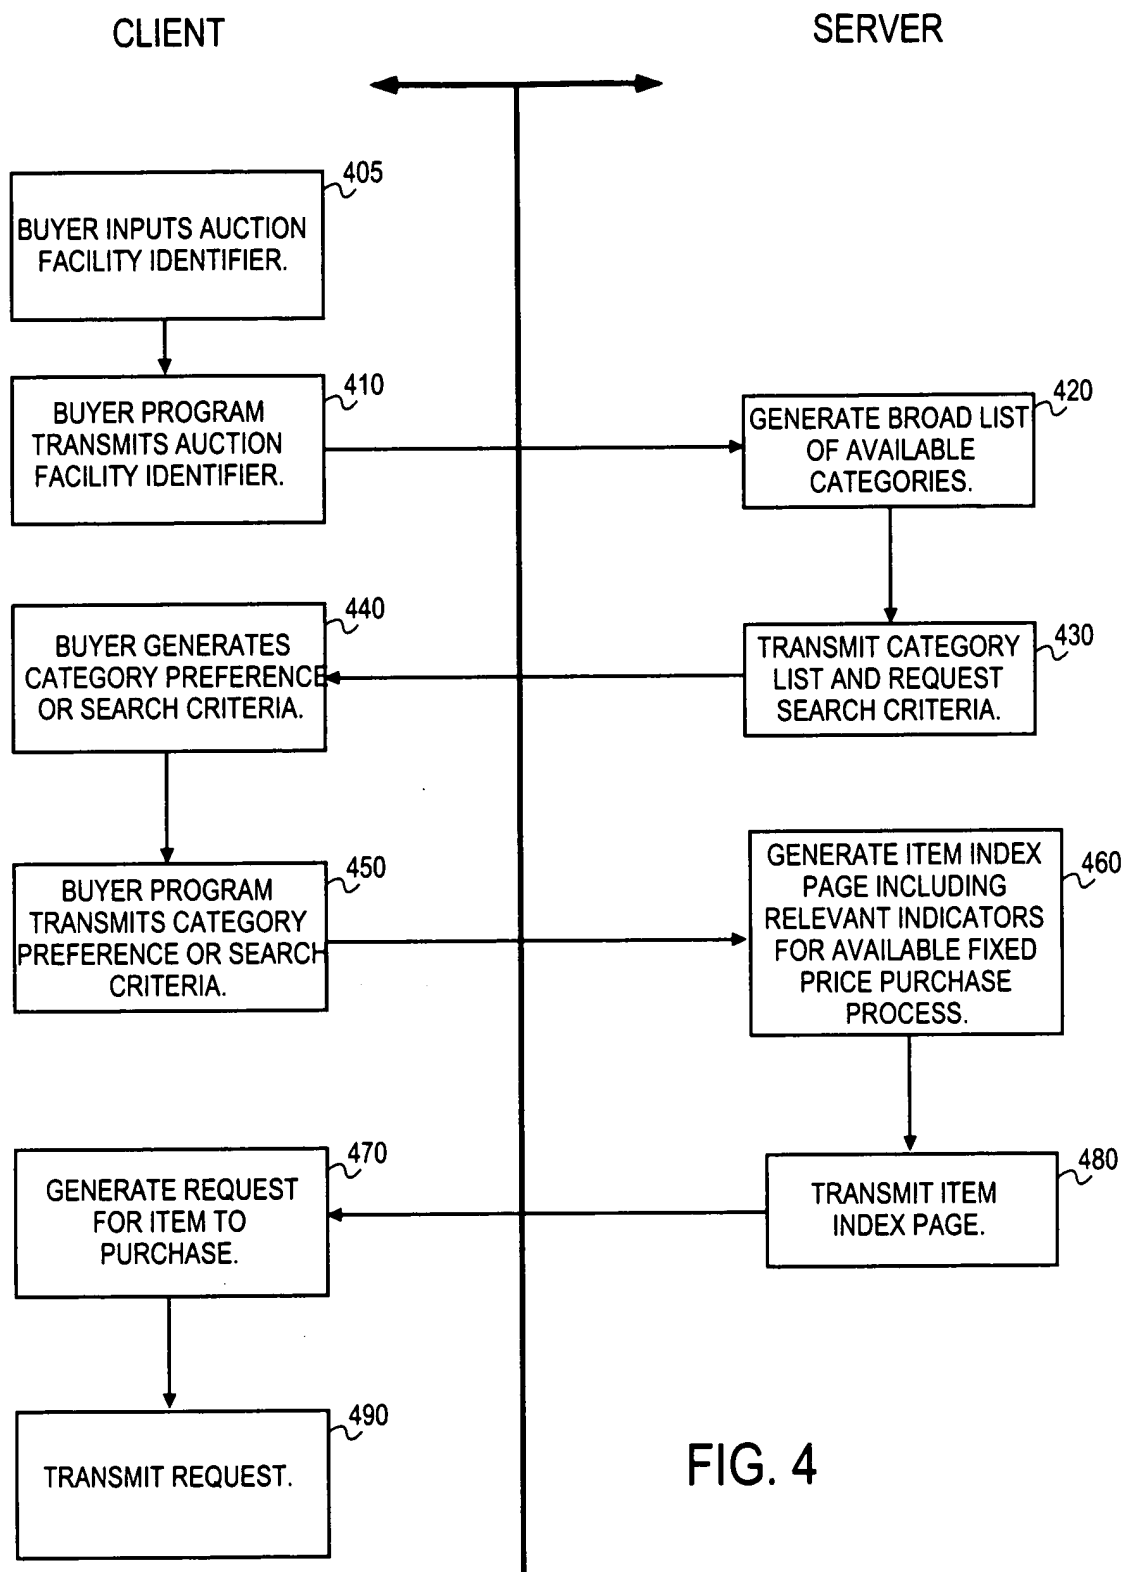 CLIENT
SERVER
405
BUYER INPUTS AUCTION
FACILITY IDENTIFIER.
410
BUYER PROGRAM
TRANSMITS AUCTION
FACILITY IDENTIFIER.
420
GENERATE BROAD LIST
OF AVAILABLE
CATEGORIES.
430
TRANSMIT CATEGORY
LIST AND REQUEST
SEARCH CRITERIA.
440
BUYER GENERATES
CATEGORY PREFERENCE
OR SEARCH CRITERIA.
450
BUYER PROGRAM
TRANSMITS CATEGORY
PREFERENCE OR SEARCH
CRITERIA.
460
GENERATE ITEM INDEX
PAGE INCLUDING
RELEVANT INDICATORS
FOR AVAILABLE FIXED
PRICE PURCHASE
PROCESS.
480
TRANSMIT ITEM
INDEX PAGE.
470
GENERATE REQUEST
FOR ITEM TO
PURCHASE.
490
TRANSMIT REQUEST.
FIG. 4